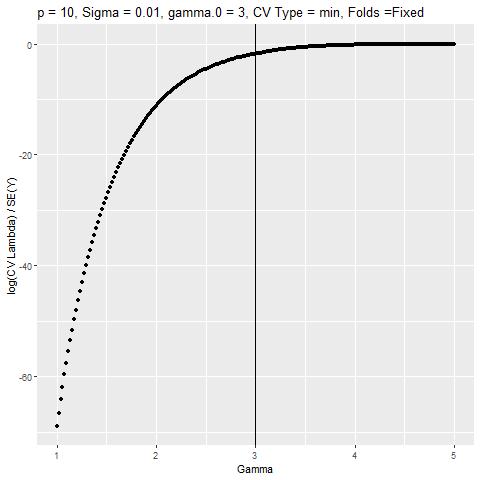 p = 10, Sigma = 0.01, gamma.0 = 3, CV Type = min, Folds =Fixed
0
-20
-40
-60
log(CV Lambda) / SE(Y)
1 2 3 4 5
Gamma